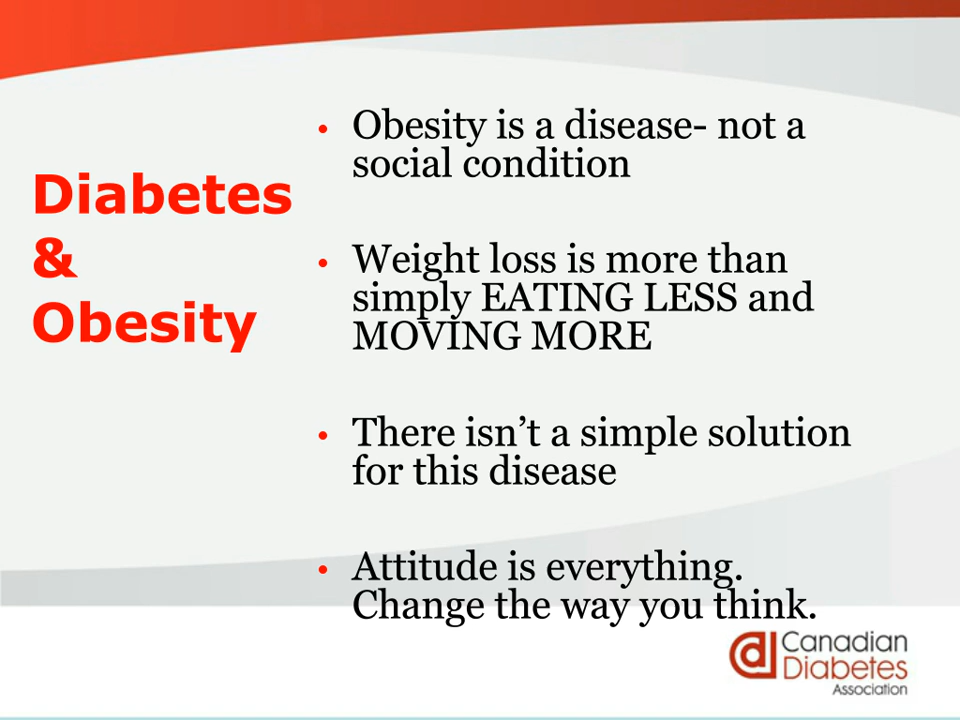 Diabetes
&
Obesity
• Obesity is a disease- not a
social condition
• Weight loss is more than
simply EATING LESS and
MOVING MORE
• There isn’t a simple solution
for this disease
• Attitude is everything.
Change the way you think.
Canadian
Diabetes
Association